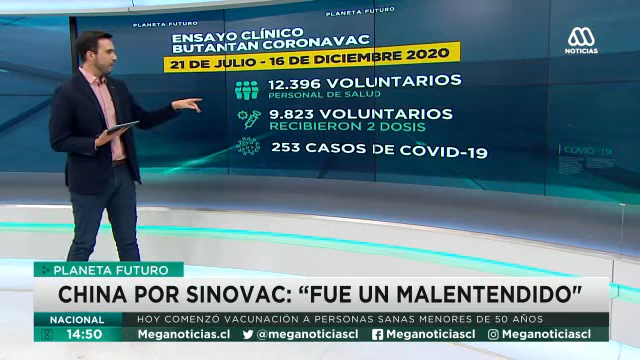 PLANETA FUTURO
PLANETA FUTURO
ENSAYO CLÍNICO
BUTANTAN CORONAVAC
21 DE JULIO - 16 DE DICIEMBRE 2020
12.396 VOLUNTARIOS
PERSONAL DE SALUD
9.823 VOLUNTARIOS
RECIBIERON 2 DOSIS
253 CASOS DE COVID-19
NOTICIAS
COVID-19
PLANETA FUTURO
CHINA POR SINOVAC: “FUE UN MALENTENDIDO"
NACIONAL
HOY COMENZÓ VACUNACIÓN A PERSONAS SANAS MENORES DE 50 AÑOS
14:50
Meganoticias.cl @meganoticiascl Meganoticiascl Meganoticiascl